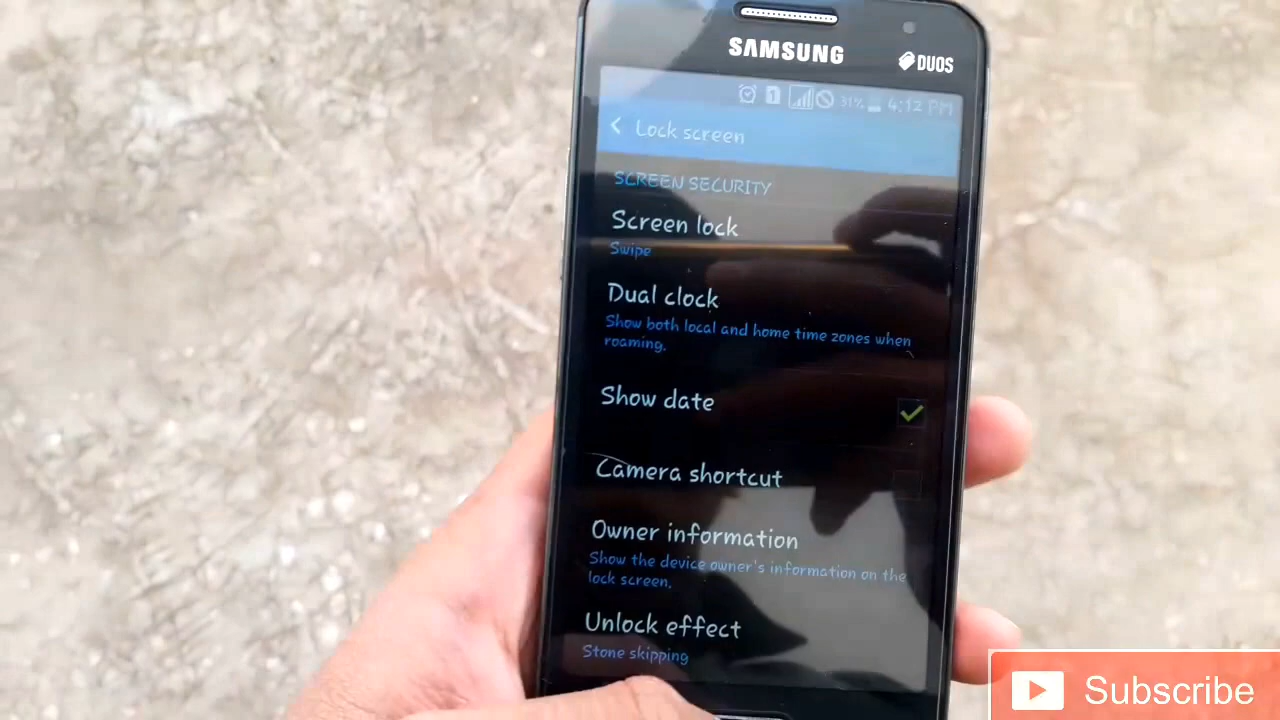 SAMSUNG
DUOS
1 31% 4:12 PM
Lock screen
SCREEN SECURITY
Screen lock
Swipe
Dual clock
Show both local and home time zones when
roaming.
Show date
Camera shortcut
Owner information
Show the device owner's information on the
lock screen.
Unlock effect
Stone skipping
Subscribe